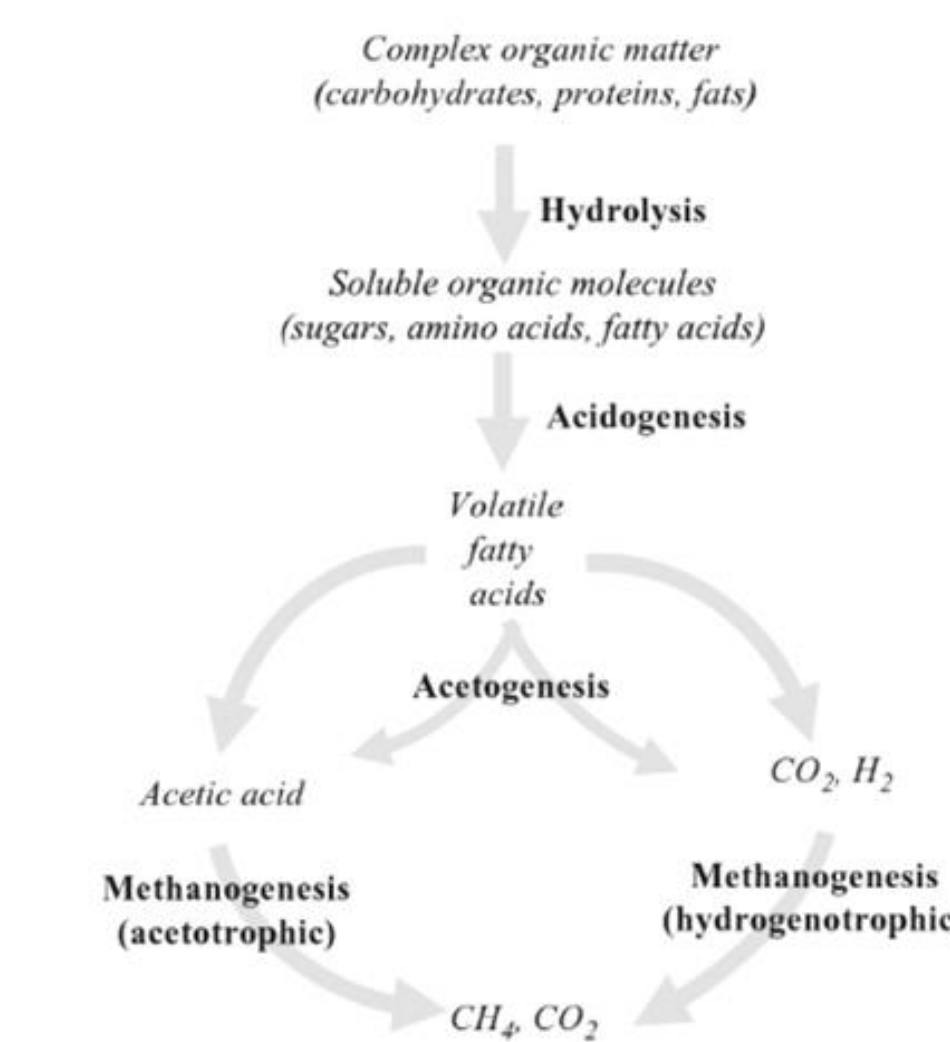 Complex organic matter
(carbohydrates, proteins, fats)
Hydrolysis
Soluble organic molecules
(sugars, amino acids, fatty acids)
Acidogenesis
Volatile
fatty
acids
Acetogenesis
Acetic acid
CO₂, H₂
Methanogenesis
(acetotrophic)
Methanogenesis
(hydrogenotrophic
CH₄, CO₂